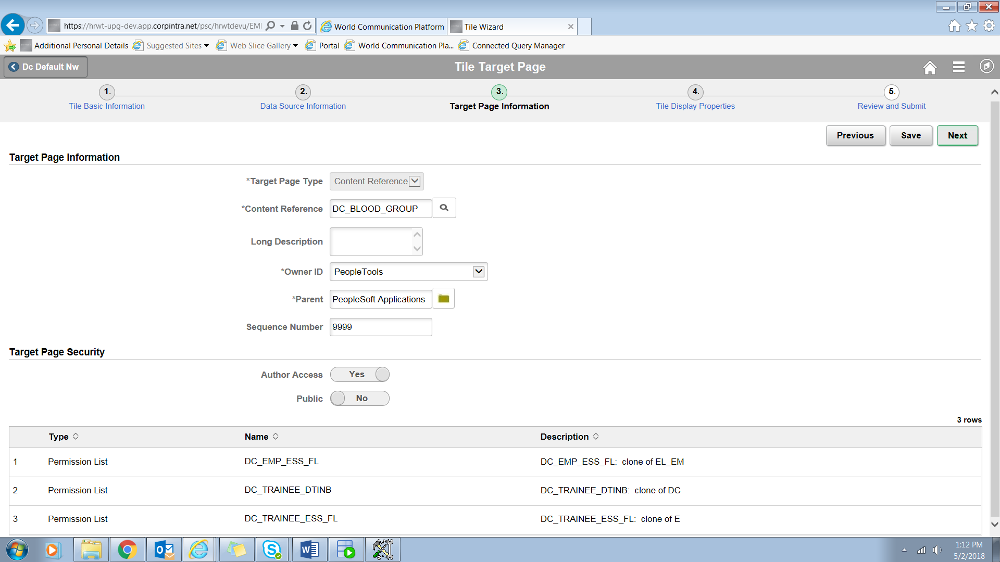 https://hrwt-upg-dev.app.corpintra.net/psc/hrwtdevu/EMI
World Communication Platform
Tile Wizard
Additional Personal Details
Suggested Sites
Web Slice Gallery
Portal
World Communication Pla...
Connected Query Manager
Dc Default Nw
Tile Target Page
1.
2.
3.
4.
5.
Tile Basic Information
Data Source Information
Target Page Information
Tile Display Properties
Review and Submit
Previous
Save
Next
Target Page Information
*Target Page Type Content Reference
*Content Reference DC_BLOOD_GROUP
Long Description
*Owner ID PeopleTools
*Parent PeopleSoft Applications
Sequence Number 9999
Target Page Security
Author Access Yes
Public No
3 rows
Type Name Description
1 Permission List DC_EMP_ESS_FL DC_EMP_ESS_FL: clone of EL_EM
2 Permission List DC_TRAINEE_DTINB DC_TRAINEE_DTINB: clone of DC
3 Permission List DC_TRAINEE_ESS_FL DC_TRAINEE_ESS_FL: clone of E
1:12 PM
5/2/2018